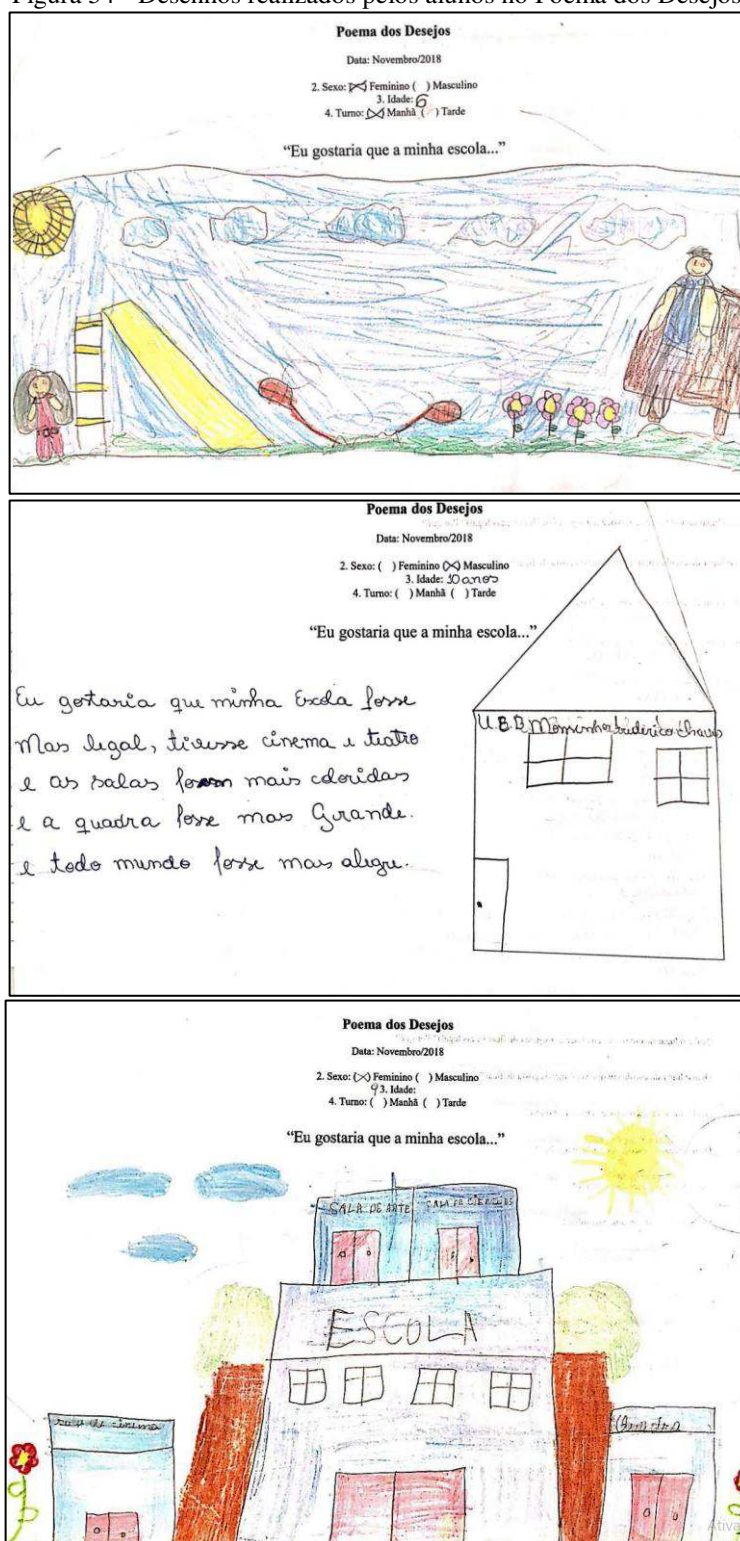 Figura 34 - Desenhos realizados pelos alunos no Poema dos Desejos
Poema dos Desejos
Data: Novembro/2018
2. Sexo: (X) Feminino ( ) Masculino
3. Idade: 6
4. Turno: (X) Manhã ( ) Tarde
“Eu gostaria que a minha escola...”
Poema dos Desejos
Data: Novembro/2018
2. Sexo: ( ) Feminino (X) Masculino
3. Idade: 10 anos
4. Turno: ( ) Manhã ( ) Tarde
“Eu gostaria que a minha escola...”
Eu gostaria que minha Escola fosse
Mas legal, tivesse cinema e teatro
e as salas fossem mais coloridas
e a quadra fosse mas Grande.
e todo mundo fosse mas alegre.
U.E.B.
Poema dos Desejos
Data: Novembro/2018
2. Sexo: (X) Feminino ( ) Masculino
9 3. Idade:
4. Turno: ( ) Manhã ( ) Tarde
“Eu gostaria que a minha escola...”
SALA DE ARTE
SALA DE CIENCIAS
ESCOLA
sala de cinema
Ativa